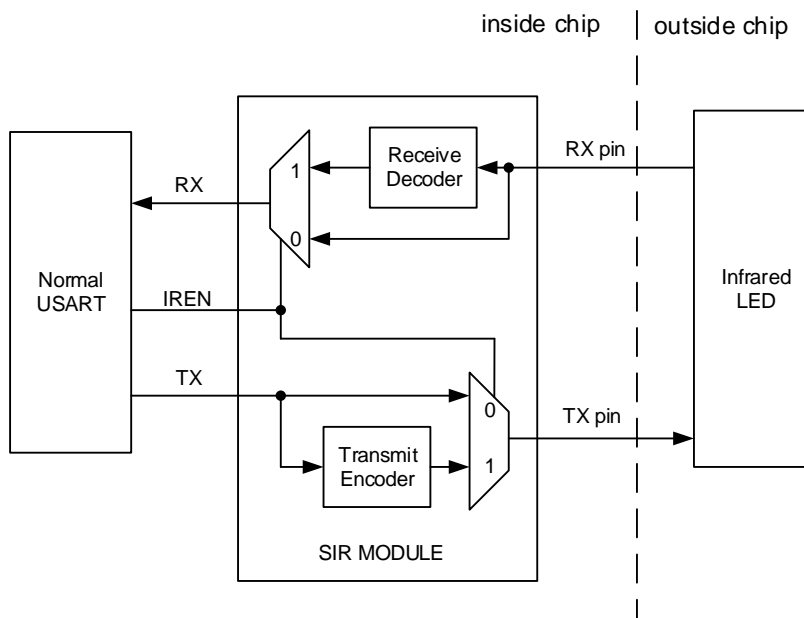 inside chip
outside chip
Receive
Decoder
RX pin
1
RX
0
Normal
USART
Infrared
LED
IREN
TX
0
TX pin
Transmit
Encoder
1
SIR MODULE